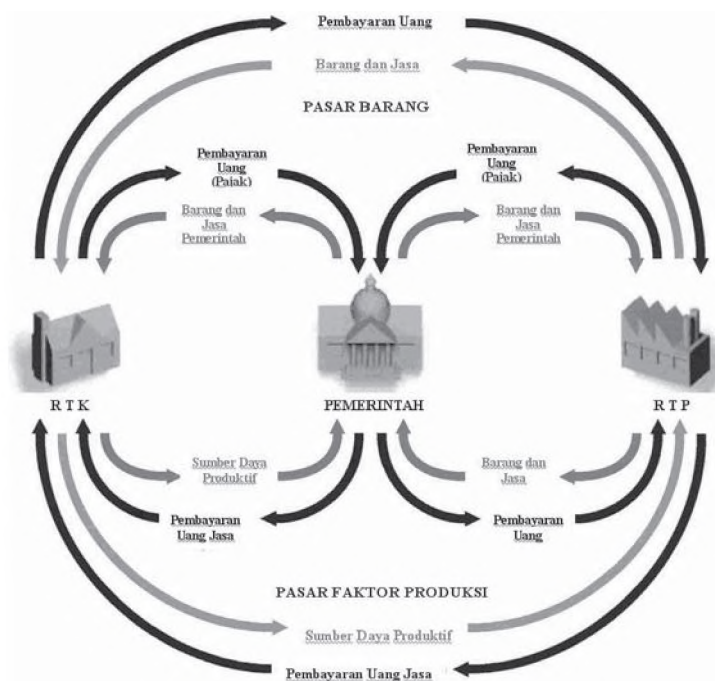 Pembayaran Uang
Barang dan Jasa
PASAR BARANG
Pembayaran
Uang
(Pajak)
Pembayaran
Uang
(Pajak)
Barang dan
Jasa
Pemerintah
Barang dan
Jasa
Pemerintah
R T K
PEMERINTAH
R T P
Sumber Daya
Produktif
Barang dan
Jasa
Pembayaran
Uang Jasa
Pembayaran
Uang
PASAR FAKTOR PRODUKSI
Sumber Daya Produktif
Pembayaran Uang Jasa